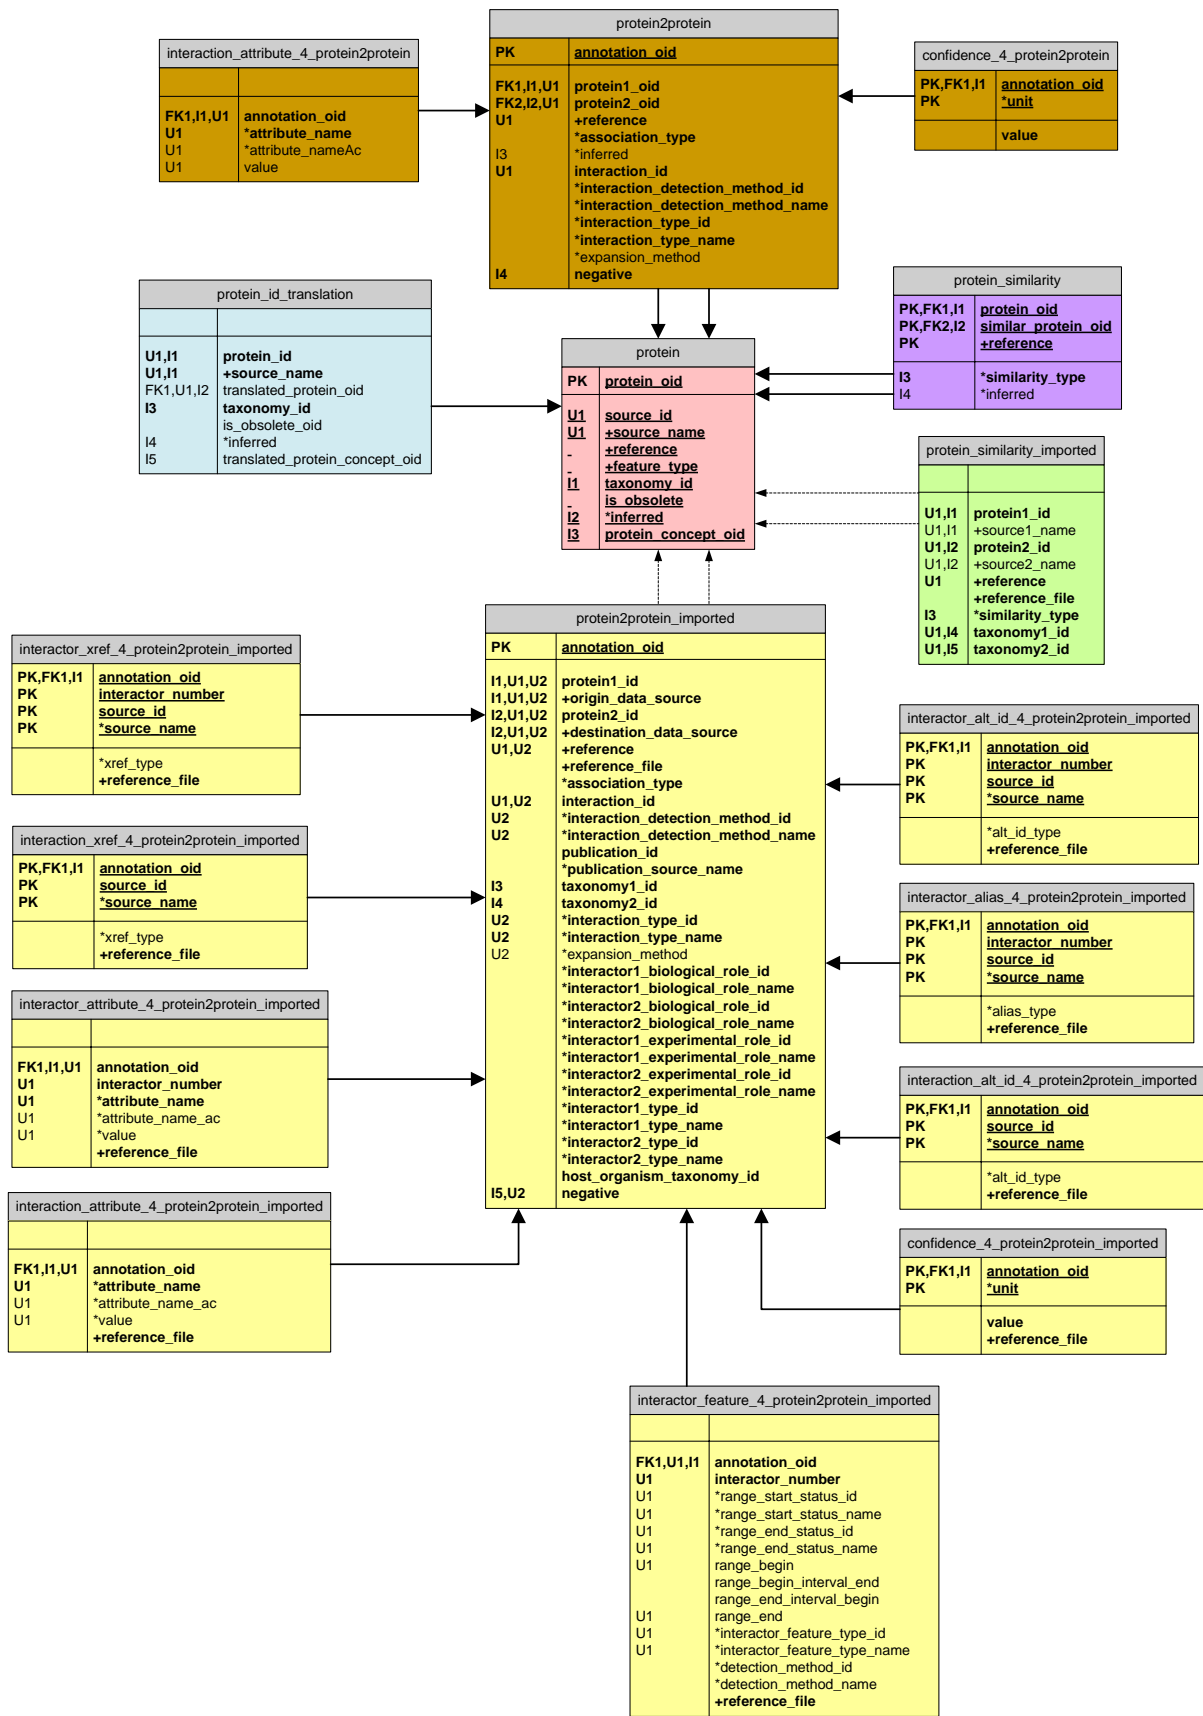 protein2protein
PK annotation_oid
FK1,I1,U1 protein1_oid
FK2,I2,U1 protein2_oid
U1 +reference
*association_type
I3 *inferred
U1 interaction_id
*interaction_detection_method_id
*interaction_detection_method_name
*interaction_type_id
*interaction_type_name
*expansion_method
I4 negative
interaction_attribute_4_protein2protein
FK1,I1,U1 annotation_oid
U1 *attribute_name
U1 *attribute_nameAc
U1 value
confidence_4_protein2protein
PK,FK1,I1 annotation_oid
PK *unit
value
protein_id_translation
U1,I1 protein_id
U1,I1 +source_name
FK1,U1,I2 translated_protein_oid
I3 taxonomy_id
is_obsolete_oid
I4 *inferred
I5 translated_protein_concept_oid
protein
PK protein_oid
U1 source_id
U1 +source_name
+reference
+feature_type
I1 taxonomy_id
is_obsolete
I2 *inferred
I3 protein_concept_oid
protein_similarity
PK,FK1,I1 protein_oid
PK,FK2,I2 similar_protein_oid
PK +reference
I3 *similarity_type
I4 *inferred
protein_similarity_imported
U1,I1 protein1_id
U1,I1 +source1_name
U1,I2 protein2_id
U1,I2 +source2_name
U1 +reference
+reference_file
I3 *similarity_type
U1,I4 taxonomy1_id
U1,I5 taxonomy2_id
protein2protein_imported
PK annotation_oid
I1,U1,U2 protein1_id
I1,U1,U2 +origin_data_source
I2,U1,U2 protein2_id
I2,U1,U2 +destination_data_source
U1,U2 +reference
+reference_file
*association_type
U1,U2 interaction_id
U2 *interaction_detection_method_id
U2 *interaction_detection_method_name
publication_id
*publication_source_name
I3 taxonomy1_id
I4 taxonomy2_id
U2 *interaction_type_id
U2 *interaction_type_name
U2 *expansion_method
*interactor1_biological_role_id
*interactor1_biological_role_name
*interactor2_biological_role_id
*interactor2_biological_role_name
*interactor1_experimental_role_id
*interactor1_experimental_role_name
*interactor2_experimental_role_id
*interactor2_experimental_role_name
*interactor1_type_id
*interactor1_type_name
*interactor2_type_id
*interactor2_type_name
host_organism_taxonomy_id
I5,U2 negative
interactor_xref_4_protein2protein_imported
PK,FK1,I1 annotation_oid
PK interactor_number
PK source_id
PK *source_name
*xref_type
+reference_file
interaction_xref_4_protein2protein_imported
PK,FK1,I1 annotation_oid
PK source_id
PK *source_name
*xref_type
+reference_file
interactor_attribute_4_protein2protein_imported
FK1,I1,U1 annotation_oid
U1 interactor_number
U1 *attribute_name
U1 *attribute_name_ac
U1 *value
+reference_file
interaction_attribute_4_protein2protein_imported
FK1,I1,U1 annotation_oid
U1 *attribute_name
U1 *attribute_name_ac
U1 *value
+reference_file
interactor_alt_id_4_protein2protein_imported
PK,FK1,I1 annotation_oid
PK interactor_number
PK source_id
PK *source_name
*alt_id_type
+reference_file
interactor_alias_4_protein2protein_imported
PK,FK1,I1 annotation_oid
PK interactor_number
PK source_id
PK *source_name
*alias_type
+reference_file
interaction_alt_id_4_protein2protein_imported
PK,FK1,I1 annotation_oid
PK source_id
PK *source_name
*alt_id_type
+reference_file
confidence_4_protein2protein_imported
PK,FK1,I1 annotation_oid
PK *unit
value
+reference_file
interactor_feature_4_protein2protein_imported
FK1,U1,I1 annotation_oid
U1 interactor_number
U1 *range_start_status_id
U1 *range_start_status_name
U1 *range_end_status_id
U1 *range_end_status_name
U1 range_begin
range_begin_interval_end
range_end_interval_begin
U1 range_end
U1 *interactor_feature_type_id
U1 *interactor_feature_type_name
*detection_method_id
*detection_method_name
+reference_file